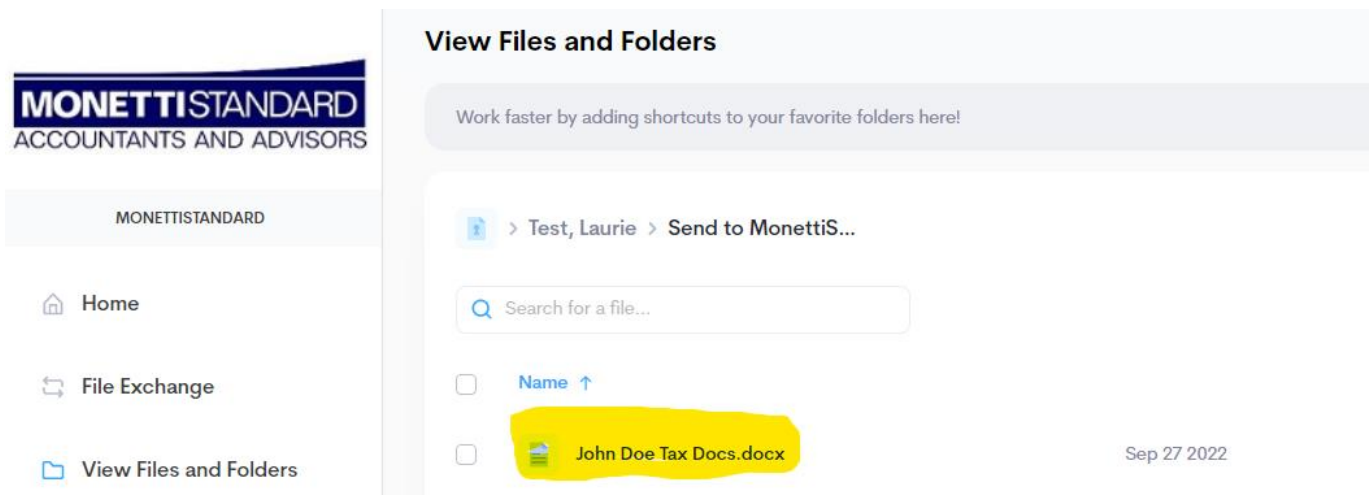 MONETTISTANDARD
ACCOUNTANTS AND ADVISORS
MONETTISTANDARD
Home
File Exchange
View Files and Folders
View Files and Folders
Work faster by adding shortcuts to your favorite folders here!
> Test, Laurie > Send to MonettiS...
Search for a file...
Name ↑
John Doe Tax Docs.docx Sep 27 2022